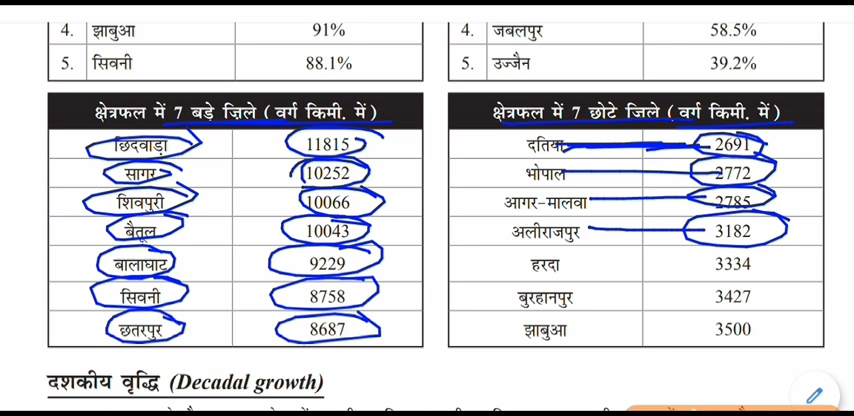 4. झाबुआ 91%
5. सिवनी 88.1%
4. जबलपुर 58.5%
5. उज्जैन 39.2%
क्षेत्रफल में 7 बड़े ज़िले ( वर्ग किमी. में )
छिंदवाड़ा 11815
सागर 10252
शिवपुरी 10066
बैतूल 10043
बालाघाट 9229
सिवनी 8758
छतरपुर 8687
क्षेत्रफल में 7 छोटे जिले ( वर्ग किमी. में )
दतिया 2691
भोपाल 2772
आगर-मालवा 2785
अलीराजपुर 3182
हरदा 3334
बुरहानपुर 3427
झाबुआ 3500
दशकीय वृद्धि (Decadal growth)